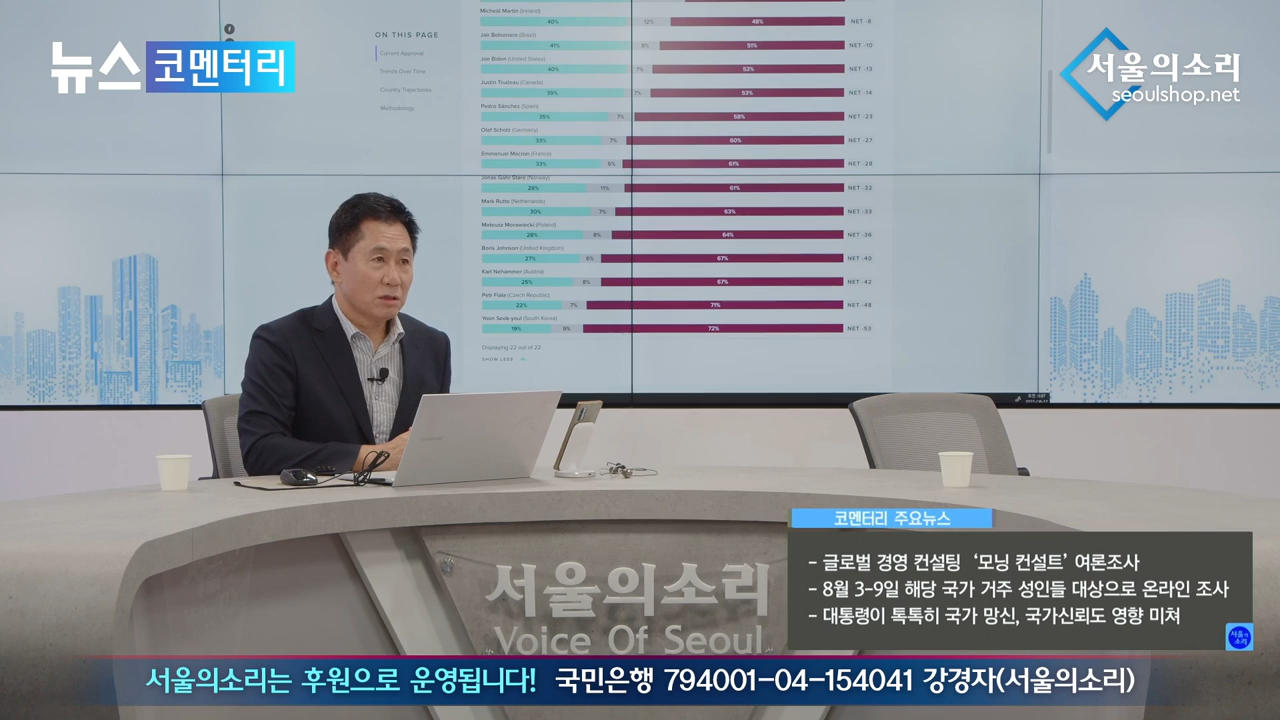 뉴스 코멘터리
서울의소리
seoulshop.net
ON THIS PAGE
Current Approval
Trends Over Time
Country Trajectories
Methodology
Micheál Martin (Ireland)
40% 12% 48% NET -8
Jair Bolsonaro (Brazil)
41% 8% 51% NET -10
Joe Biden (United States)
40% 7% 53% NET -13
Justin Trudeau (Canada)
39% 7% 53% NET -14
Pedro Sánchez (Spain)
35% 7% 58% NET -23
Olaf Scholz (Germany)
33% 7% 60% NET -27
Emmanuel Macron (France)
33% 6% 61% NET -28
Jonas Gahr Støre (Norway)
28% 11% 61% NET -32
Mark Rutte (Netherlands)
30% 7% 63% NET -33
Mateusz Morawiecki (Poland)
28% 8% 64% NET -36
Boris Johnson (United Kingdom)
27% 6% 67% NET -40
Karl Nehammer (Austria)
25% 8% 67% NET -42
Petr Fiala (Czech Republic)
22% 7% 71% NET -48
Yoon Seok-youl (South Korea)
19% 9% 72% NET -53
Displaying 22 out of 22
SHOW LESS
코멘터리 주요뉴스
- 글로벌 경영 컨설팅 ‘모닝 컨설트’ 여론조사
- 8월 3-9일 해당 국가 거주 성인들 대상으로 온라인 조사
- 대통령이 톡톡히 국가 망신, 국가신뢰도 영향 미쳐
서울의소리
Voice Of Seoul
서울의소리
서울의소리는 후원으로 운영됩니다! 국민은행 794001-04-154041 강경자(서울의소리)